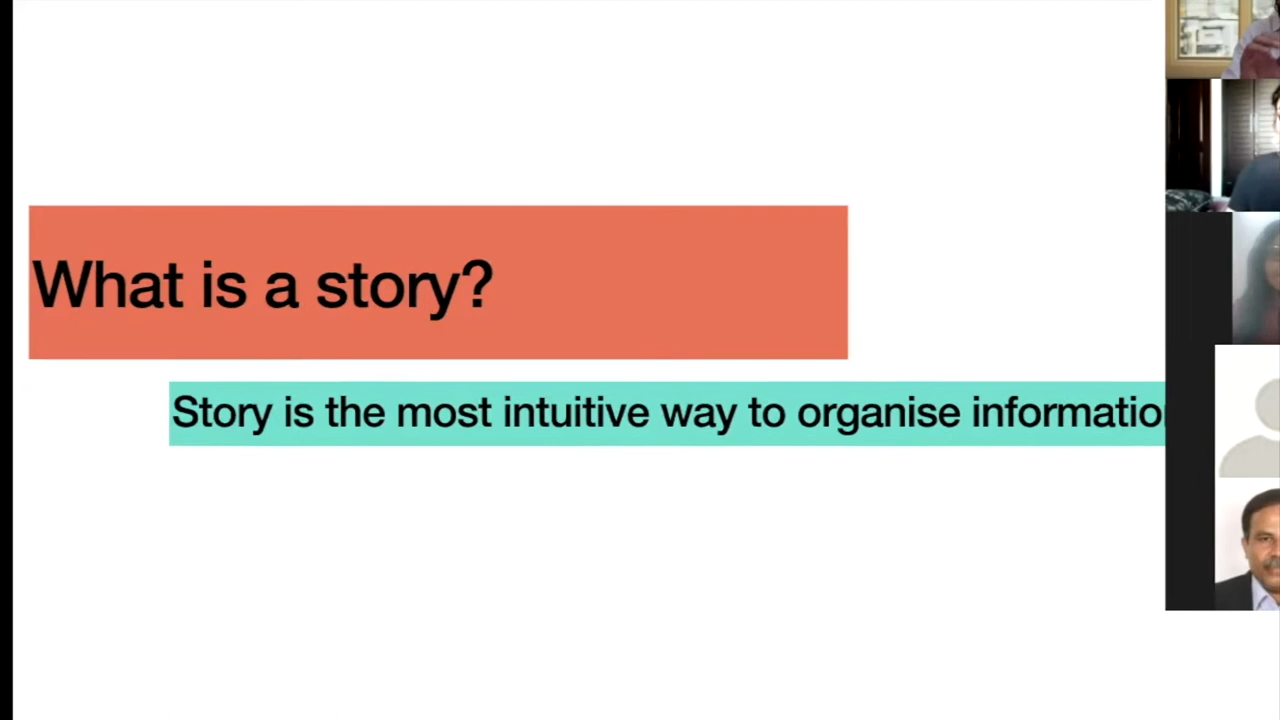 What is a story?
Story is the most intuitive way to organise informatio